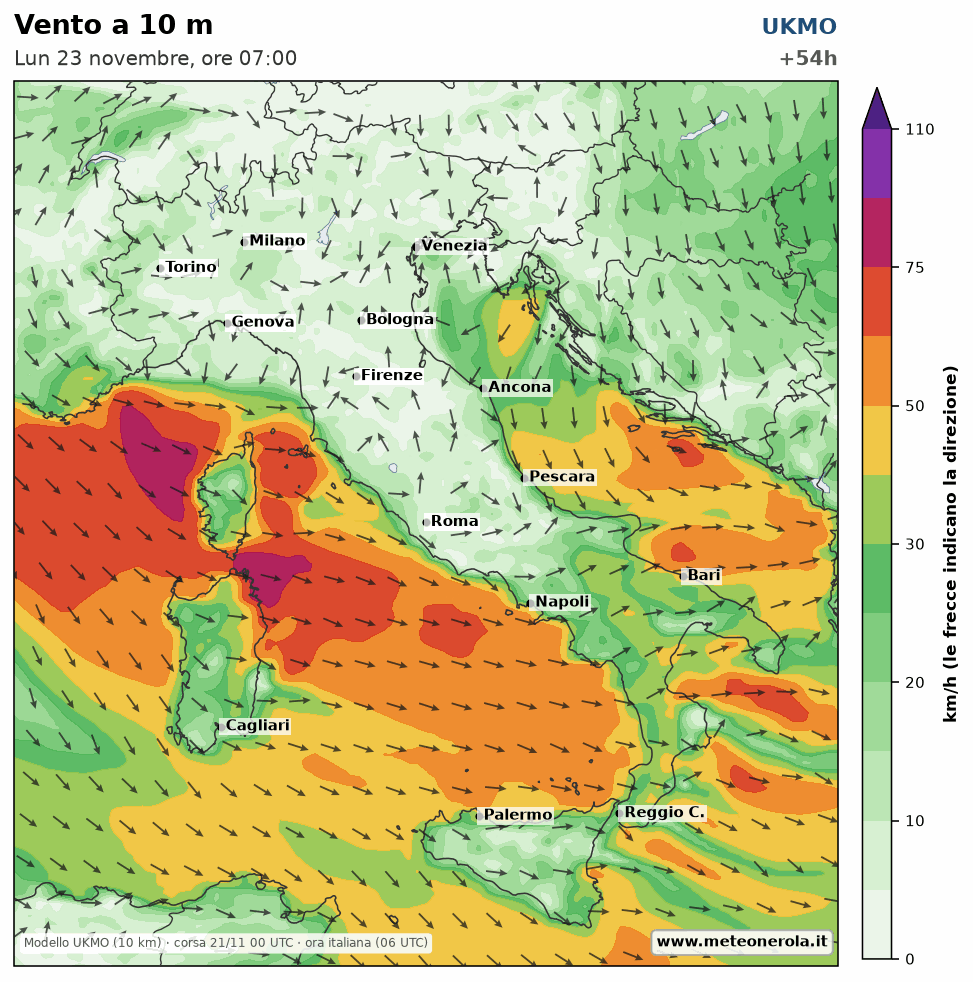 Vento a 10 m
UKMO
Lun 23 novembre, ore 07:00
+54h
110
Milano
Venezia
Torino
75
Genova
Bologna
Firenze
Ancona
50
Pescara
Roma
30
Bari
Napoli
20
Cagliari
Palermo
Reggio C.
10
0
km/h (le frecce indicano la direzione)
Modello UKMO (10 km) · corsa 21/11 00 UTC · ora italiana (06 UTC)
www.meteonerola.it